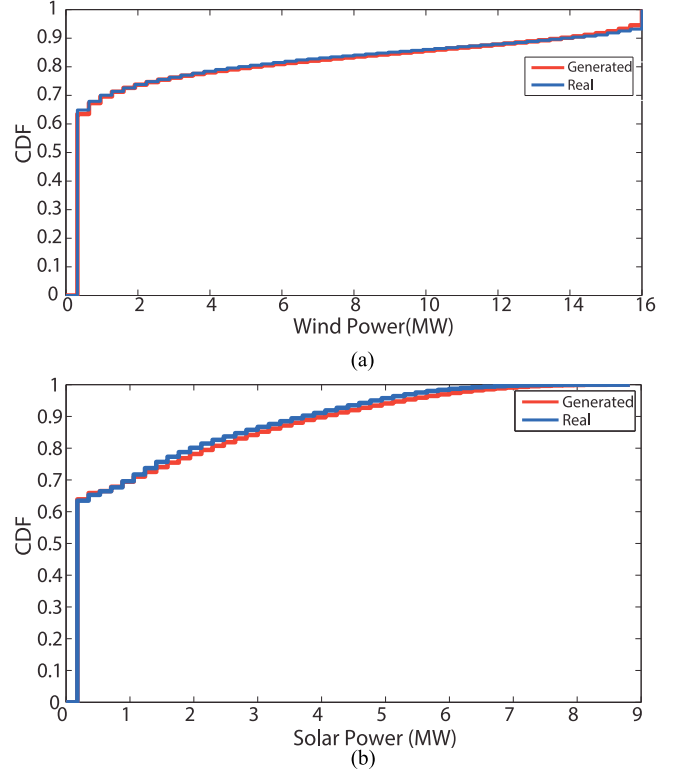 1
0.9
0.8
0.7
0.6
0.5
0.4
0.3
0.2
0.1
0
CDF
Generated
Real
0 2 4 6 8 10 12 14 16
Wind Power(MW)
(a)
1
0.9
0.8
0.7
0.6
0.5
0.4
0.3
0.2
0.1
0
CDF
Generated
Real
0 1 2 3 4 5 6 7 8 9
Solar Power (MW)
(b)